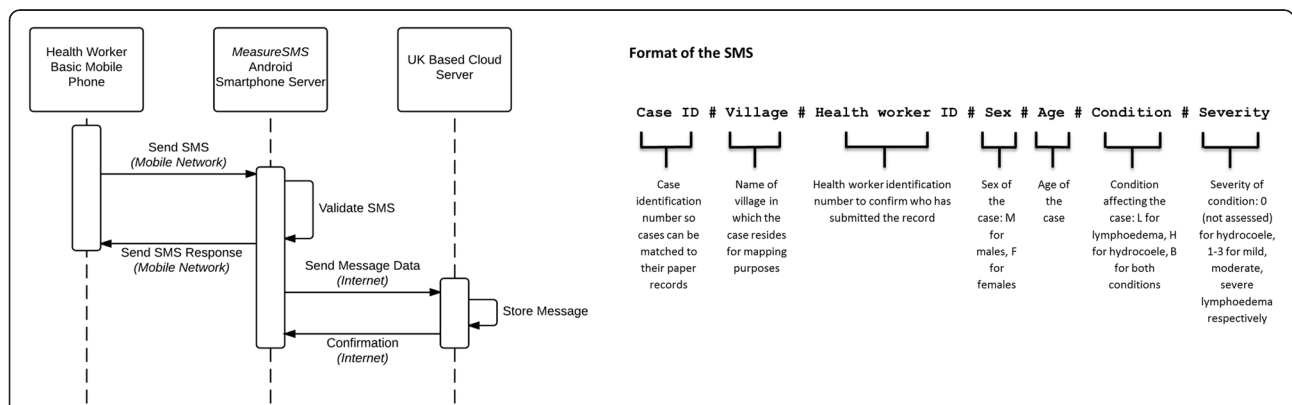 Health Worker
Basic Mobile
Phone
MeasureSMS
Android
Smartphone Server
UK Based Cloud
Server
Send SMS
(Mobile Network)
Validate SMS
Send SMS Response
(Mobile Network)
Send Message Data
(Internet)
Store Message
Confirmation
(Internet)
Format of the SMS
Case ID # Village # Health worker ID # Sex # Age # Condition # Severity
Case
identification
number so
cases can be
matched to
their paper
records
Name of
village in
which the
case resides
for mapping
purposes
Health worker identification
number to confirm who has
submitted the record
Sex of
the
case: M
for
males, F
for
females
Age of
the
case
Condition
affecting the
case: L for
lymphoedema, H
for hydrocoele, B
for both
conditions
Severity of
condition: 0
(not assessed)
for hydrocoele,
1-3 for mild,
moderate,
severe
lymphoedema
respectively